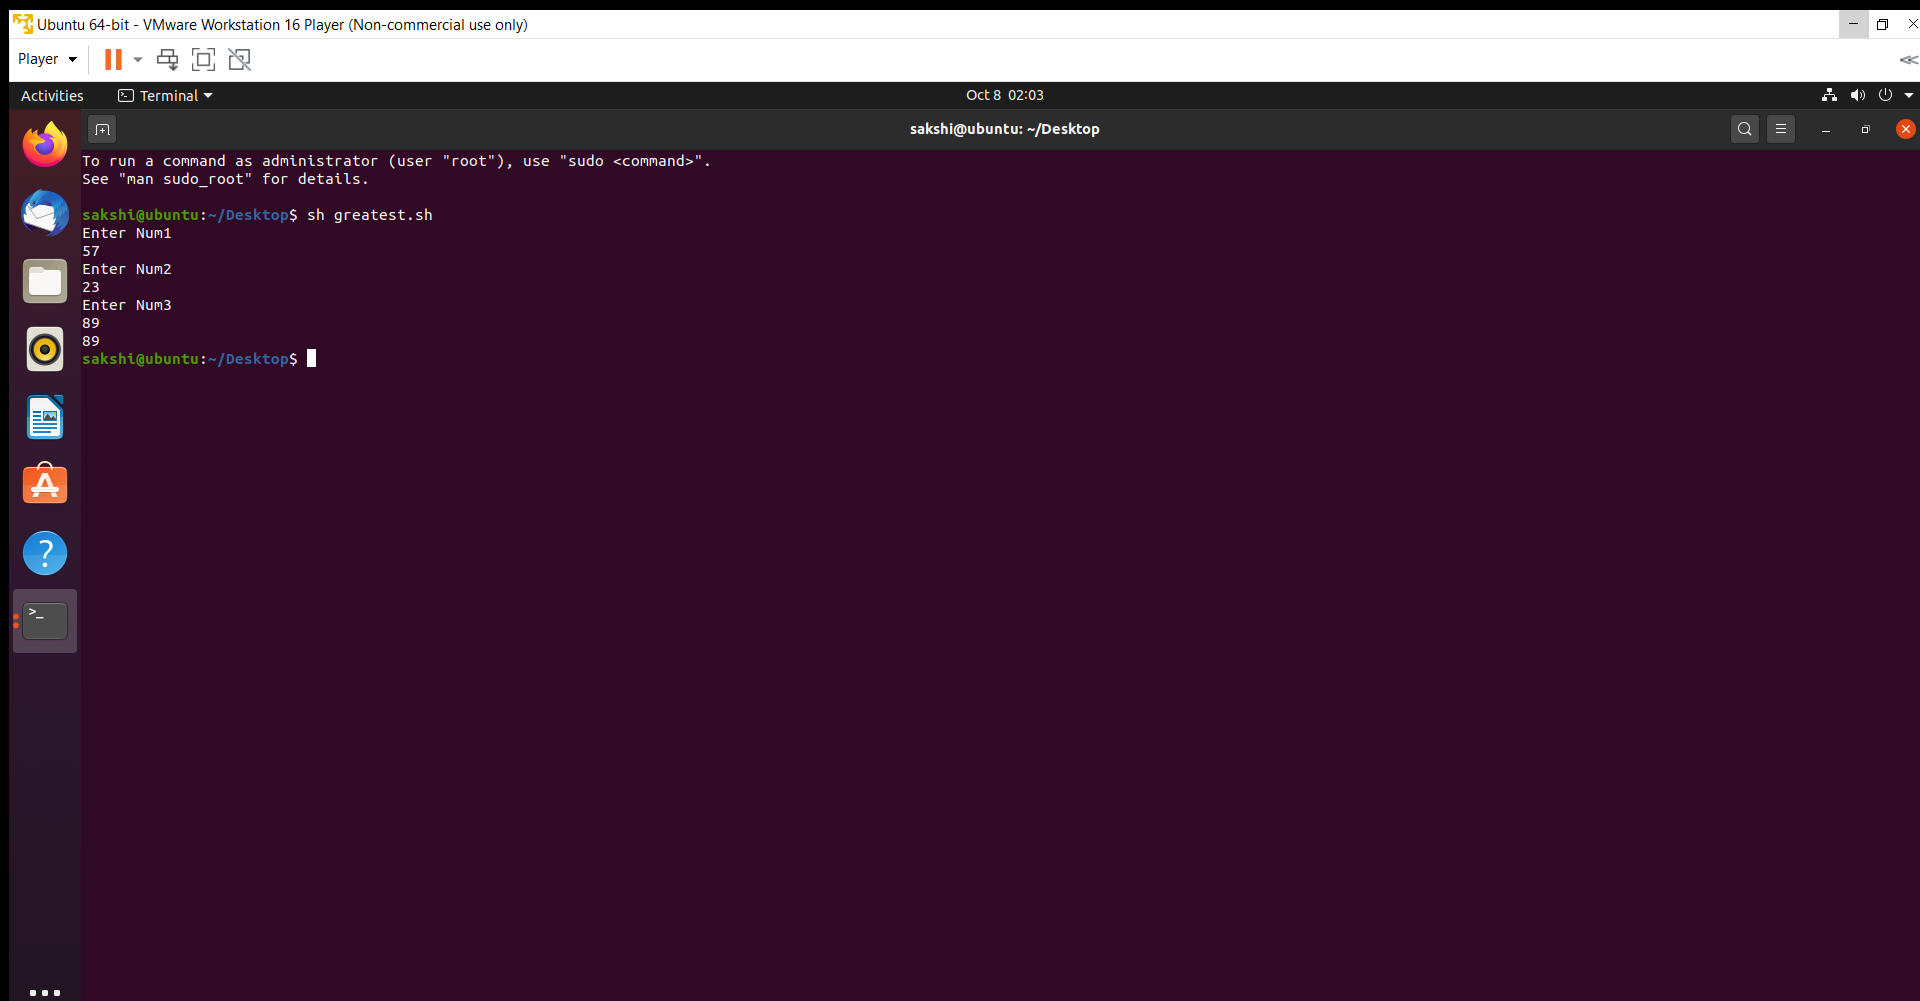 Ubuntu 64-bit - VMware Workstation 16 Player (Non-commercial use only)
Player
Activities
Terminal
Oct 8 02:03
sakshi@ubuntu: ~/Desktop
To run a command as administrator (user "root"), use "sudo <command>".
See "man sudo_root" for details.
sakshi@ubuntu:~/Desktop$ sh greatest.sh
Enter Num1
57
Enter Num2
23
Enter Num3
89
89
sakshi@ubuntu:~/Desktop$